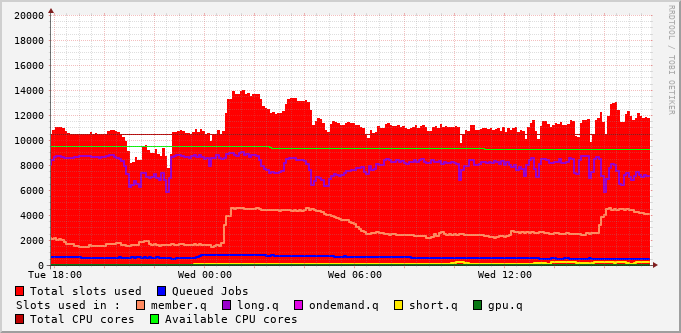 20000
18000
16000
14000
12000
10000
8000
6000
4000
2000
0
Tue 18:00 Wed 00:00 Wed 06:00 Wed 12:00
Total slots used Queued Jobs
Slots used in : member.q long.q ondemand.q short.q gpu.q
Total CPU cores Available CPU cores
RRDTOOL / TOBI OETIKER